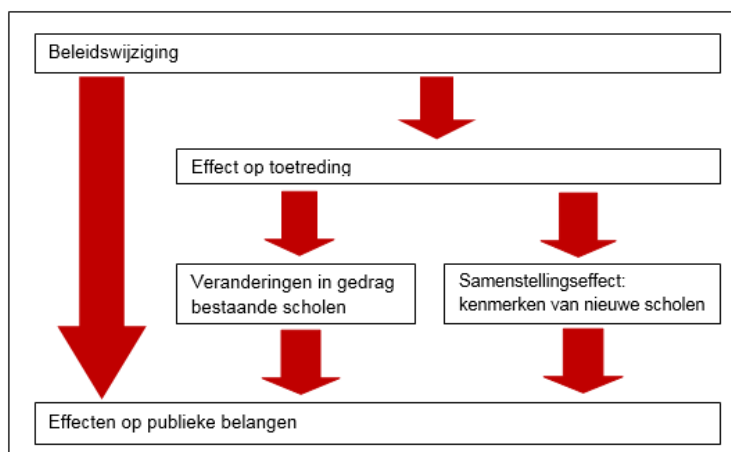 Beleidswijziging
Effect op toetreding
Veranderingen in gedrag
bestaande scholen
Samenstellingseffect:
kenmerken van nieuwe scholen
Effecten op publieke belangen